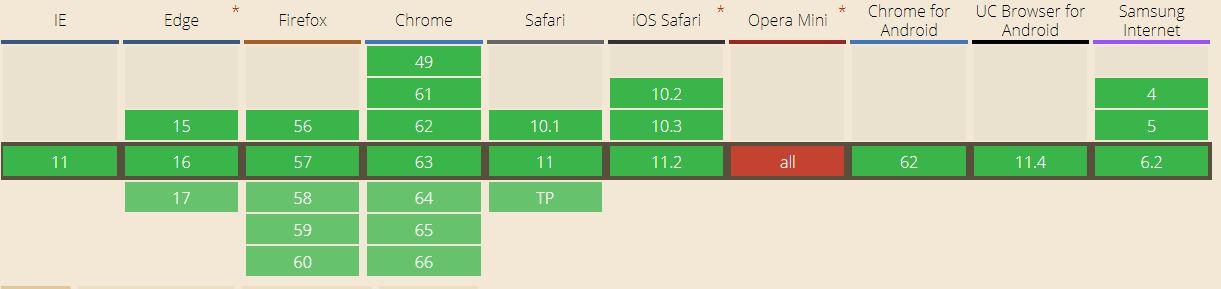 IE Edge * Firefox Chrome Safari iOS Safari * Opera Mini * Chrome for Android UC Browser for Android Samsung Internet
49
61 10.2 4
15 56 62 10.1 10.3 5
11 16 57 63 11 11.2 all 62 11.4 6.2
17 58 64 TP
59 65
60 66